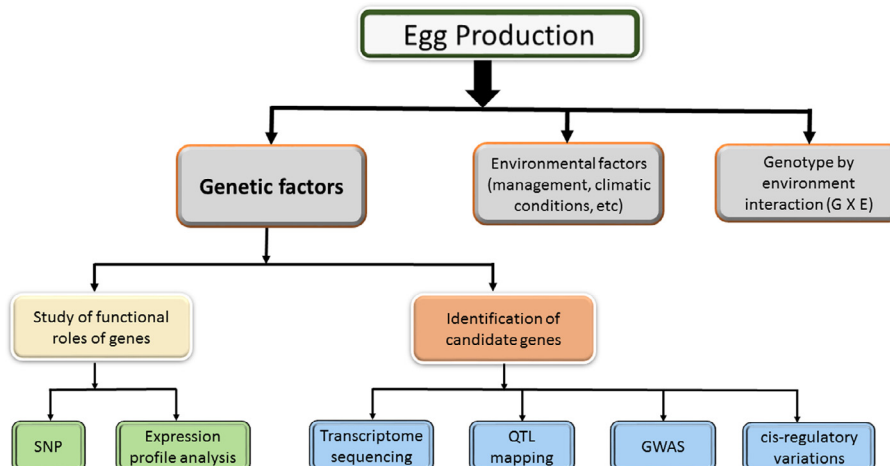 Egg Production
Genetic factors
Environmental factors
(management, climatic
conditions, etc)
Genotype by
environment
interaction (G X E)
Study of functional
roles of genes
Identification of
candidate genes
SNP
Expression
profile analysis
Transcriptome
sequencing
QTL
mapping
GWAS
cis-regulatory
variations